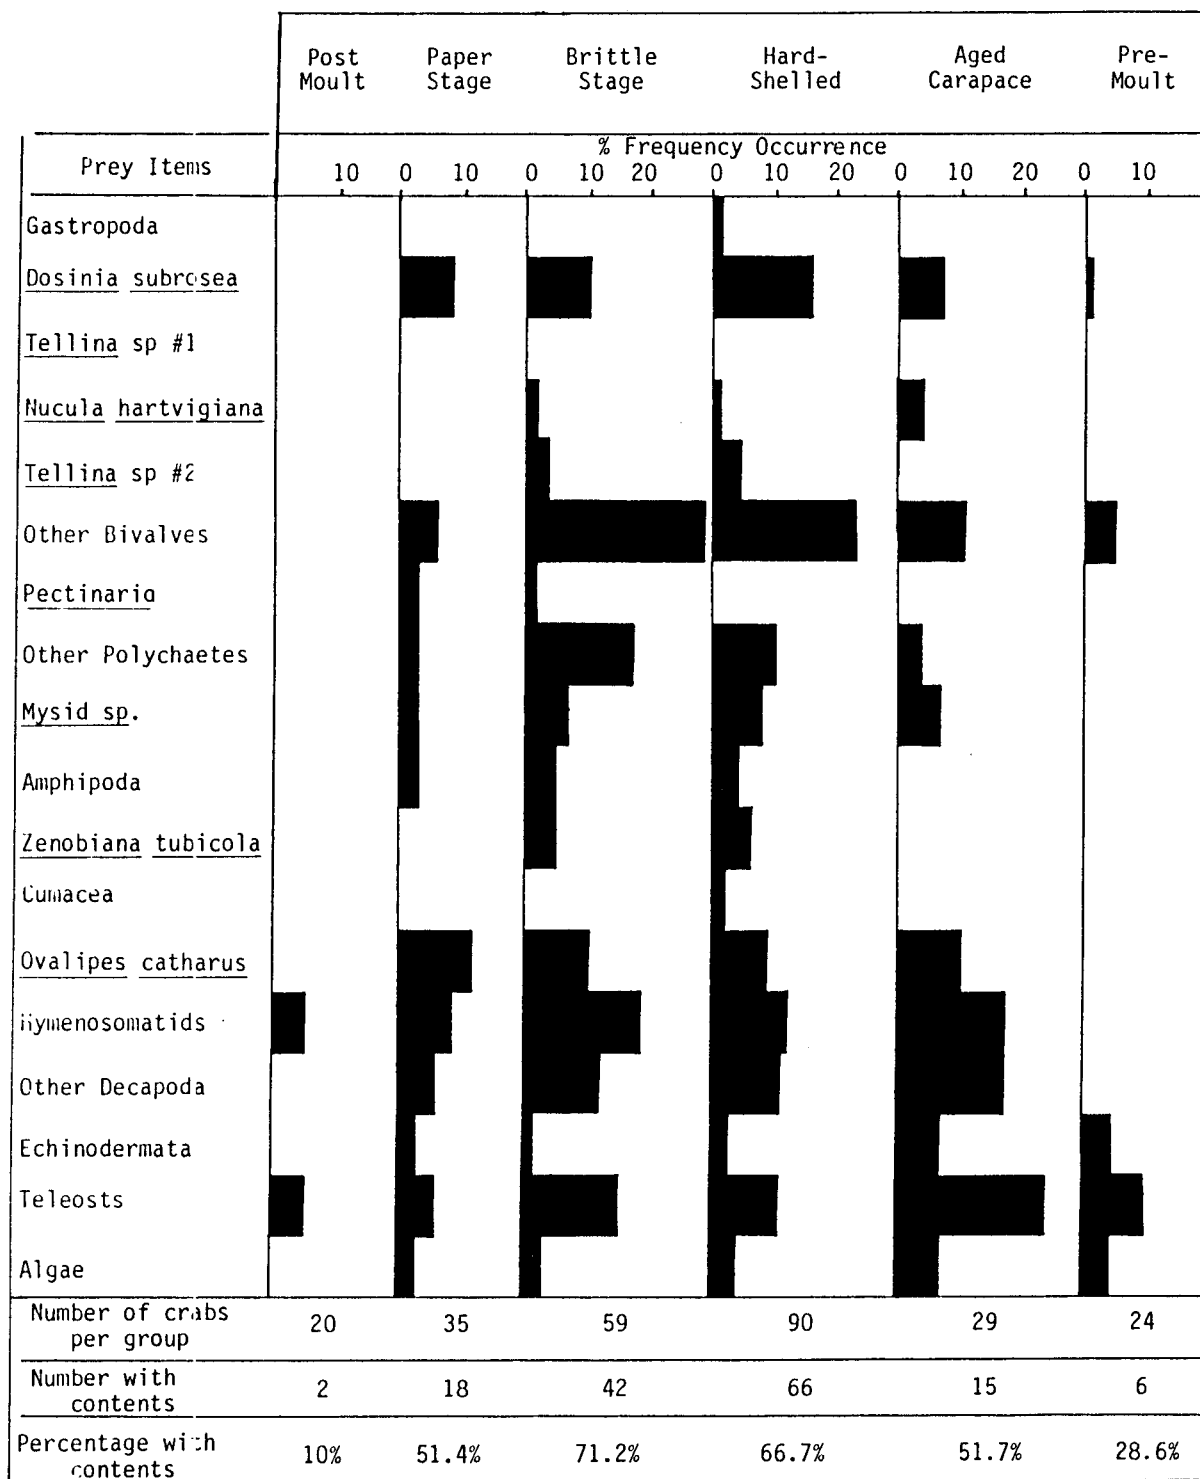 Post Moult
Paper Stage
Brittle Stage
Hard-Shelled
Aged Carapace
Pre-Moult
Prey Items
% Frequency Occurrence
10 0 10 0 10 20 0 10 20 0 10 20 0 10
Gastropoda
Dosinia subrosea
Tellina sp #1
Nucula hartvigiana
Tellina sp #2
Other Bivalves
Pectinaria
Other Polychaetes
Mysid sp.
Amphipoda
Zenobiana tubicola
Cumacea
Ovalipes catharus
Hymenosomatids
Other Decapoda
Echinodermata
Teleosts
Algae
Number of crabs
per group
20 35 59 90 29 24
Number with
contents
2 18 42 66 15 6
Percentage with
contents
10% 51.4% 71.2% 66.7% 51.7% 28.6%